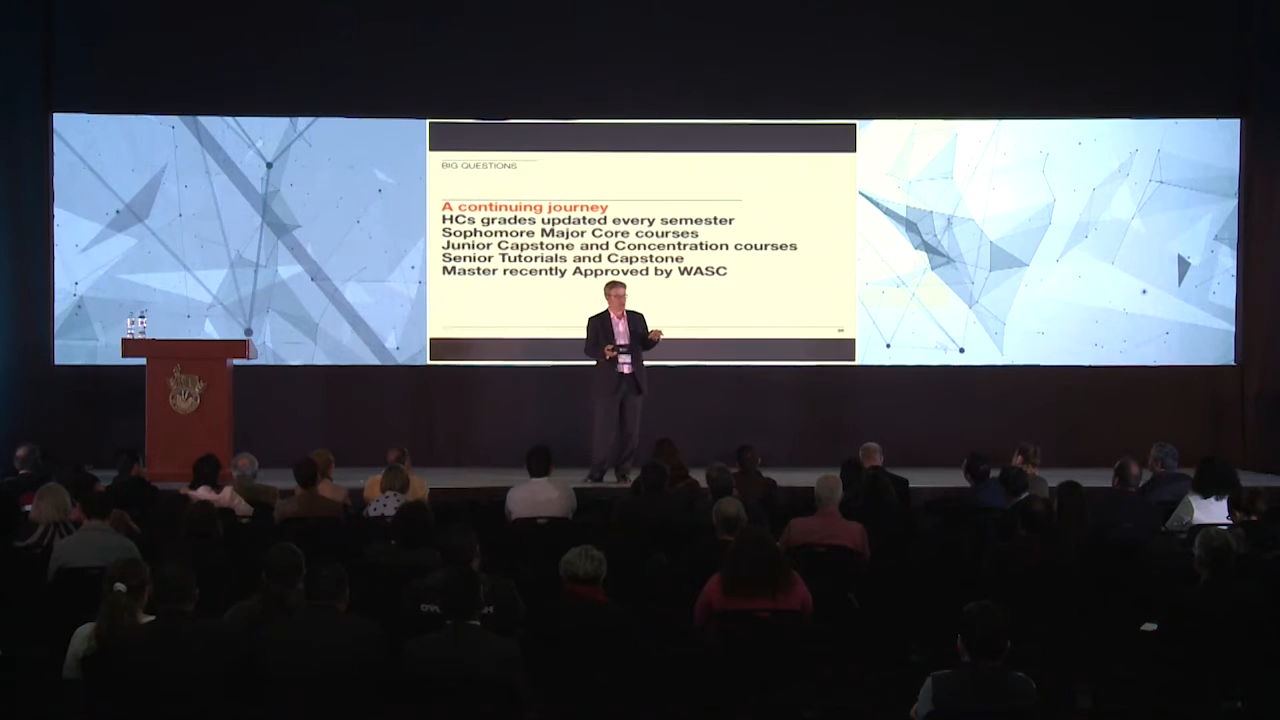 BIG QUESTIONS
A continuing journey
HCs grades updated every semester
Sophomore Major Core courses
Junior Capstone and Concentration courses
Senior Tutorials and Capstone
Master recently Approved by WASC